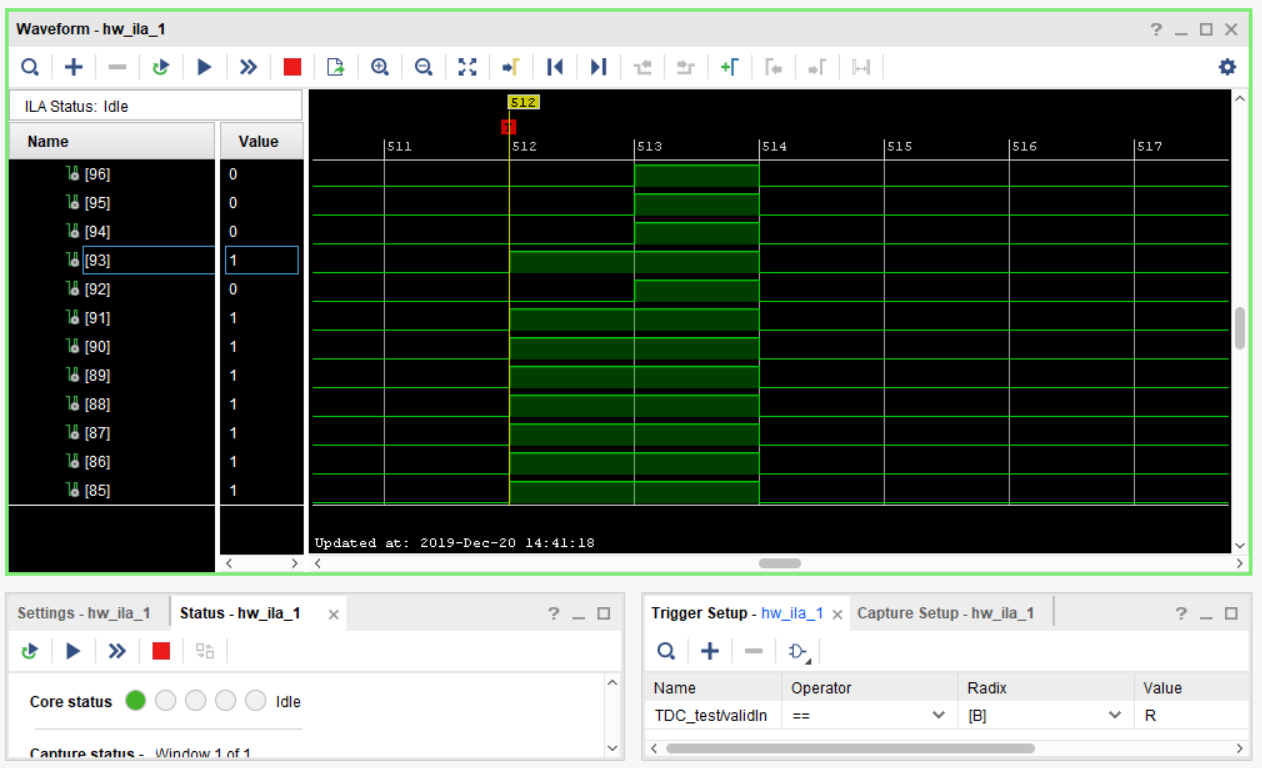 Waveform - hw_ila_1
ILA Status: Idle
512
Name Value
511 512 513 514 515 516 517
[96] 0
[95] 0
[94] 0
[93] 1
[92] 0
[91] 1
[90] 1
[89] 1
[88] 1
[87] 1
[86] 1
[85] 1
Updated at: 2019-Dec-20 14:41:18
Settings - hw_ila_1 Status - hw_ila_1
Core status Idle
Capture status - Window 1 of 1
Trigger Setup - hw_ila_1 Capture Setup - hw_ila_1
Name Operator Radix Value
TDC_test/validIn == [B] R